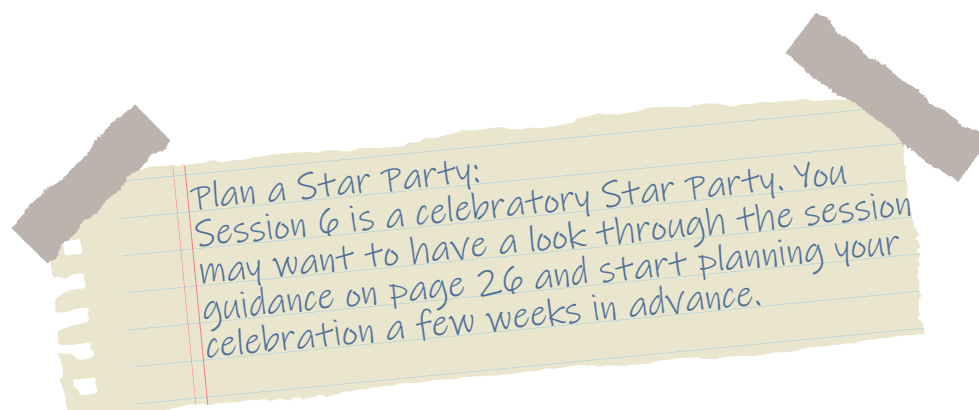 Plan a Star Party:
Session 6 is a celebratory Star Party. You
may want to have a look through the session
guidance on page 26 and start planning your
celebration a few weeks in advance.